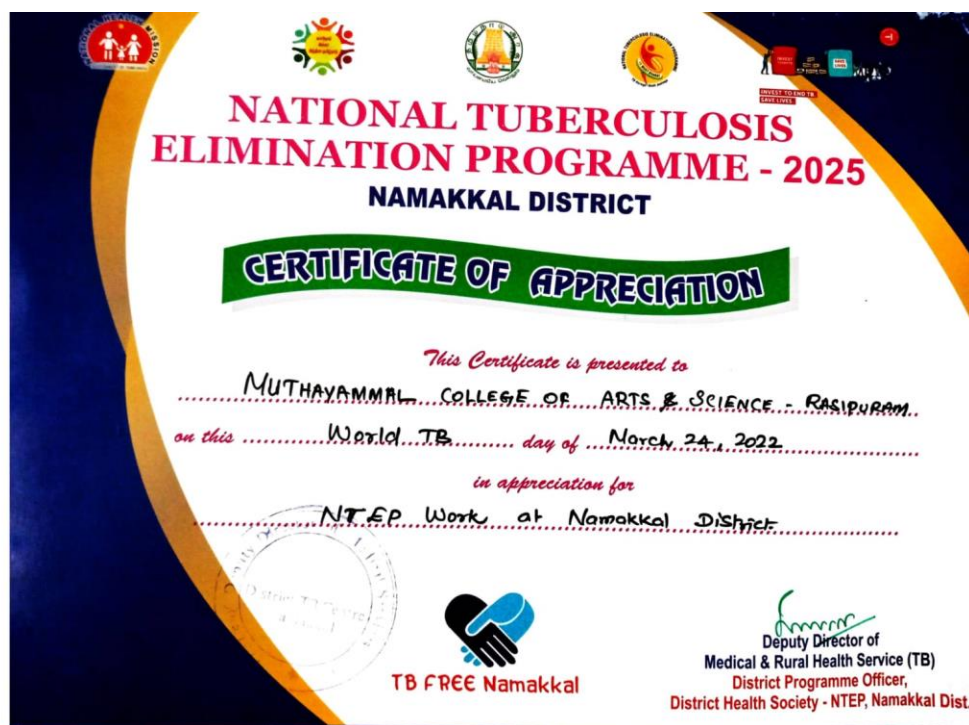 NATIONAL HEALTH MISSION
INVEST TO END TB
SAVE LIVES
NATIONAL TUBERCULOSIS
ELIMINATION PROGRAMME - 2025
NAMAKKAL DISTRICT
CERTIFICATE OF APPRECIATION
This Certificate is presented to
MUTHAYAMMAL COLLEGE OF ARTS & SCIENCE - RASIPURAM
on this World TB day of March 24, 2022
in appreciation for
NTEP Work at Namakkal District
TB FREE Namakkal
Deputy Director of
Medical & Rural Health Service (TB)
District Programme Officer,
District Health Society - NTEP, Namakkal Dist.